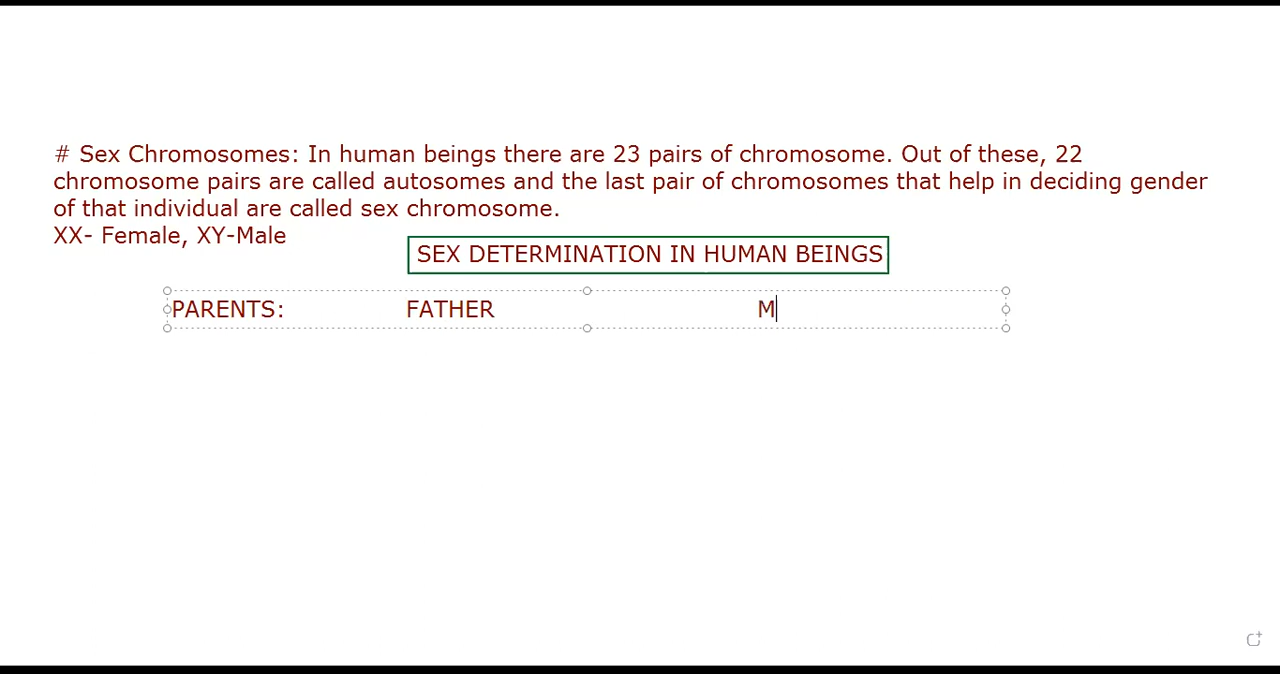 # Sex Chromosomes: In human beings there are 23 pairs of chromosome. Out of these, 22
chromosome pairs are called autosomes and the last pair of chromosomes that help in deciding gender
of that individual are called sex chromosome.
XX- Female, XY-Male
SEX DETERMINATION IN HUMAN BEINGS
PARENTS: FATHER M